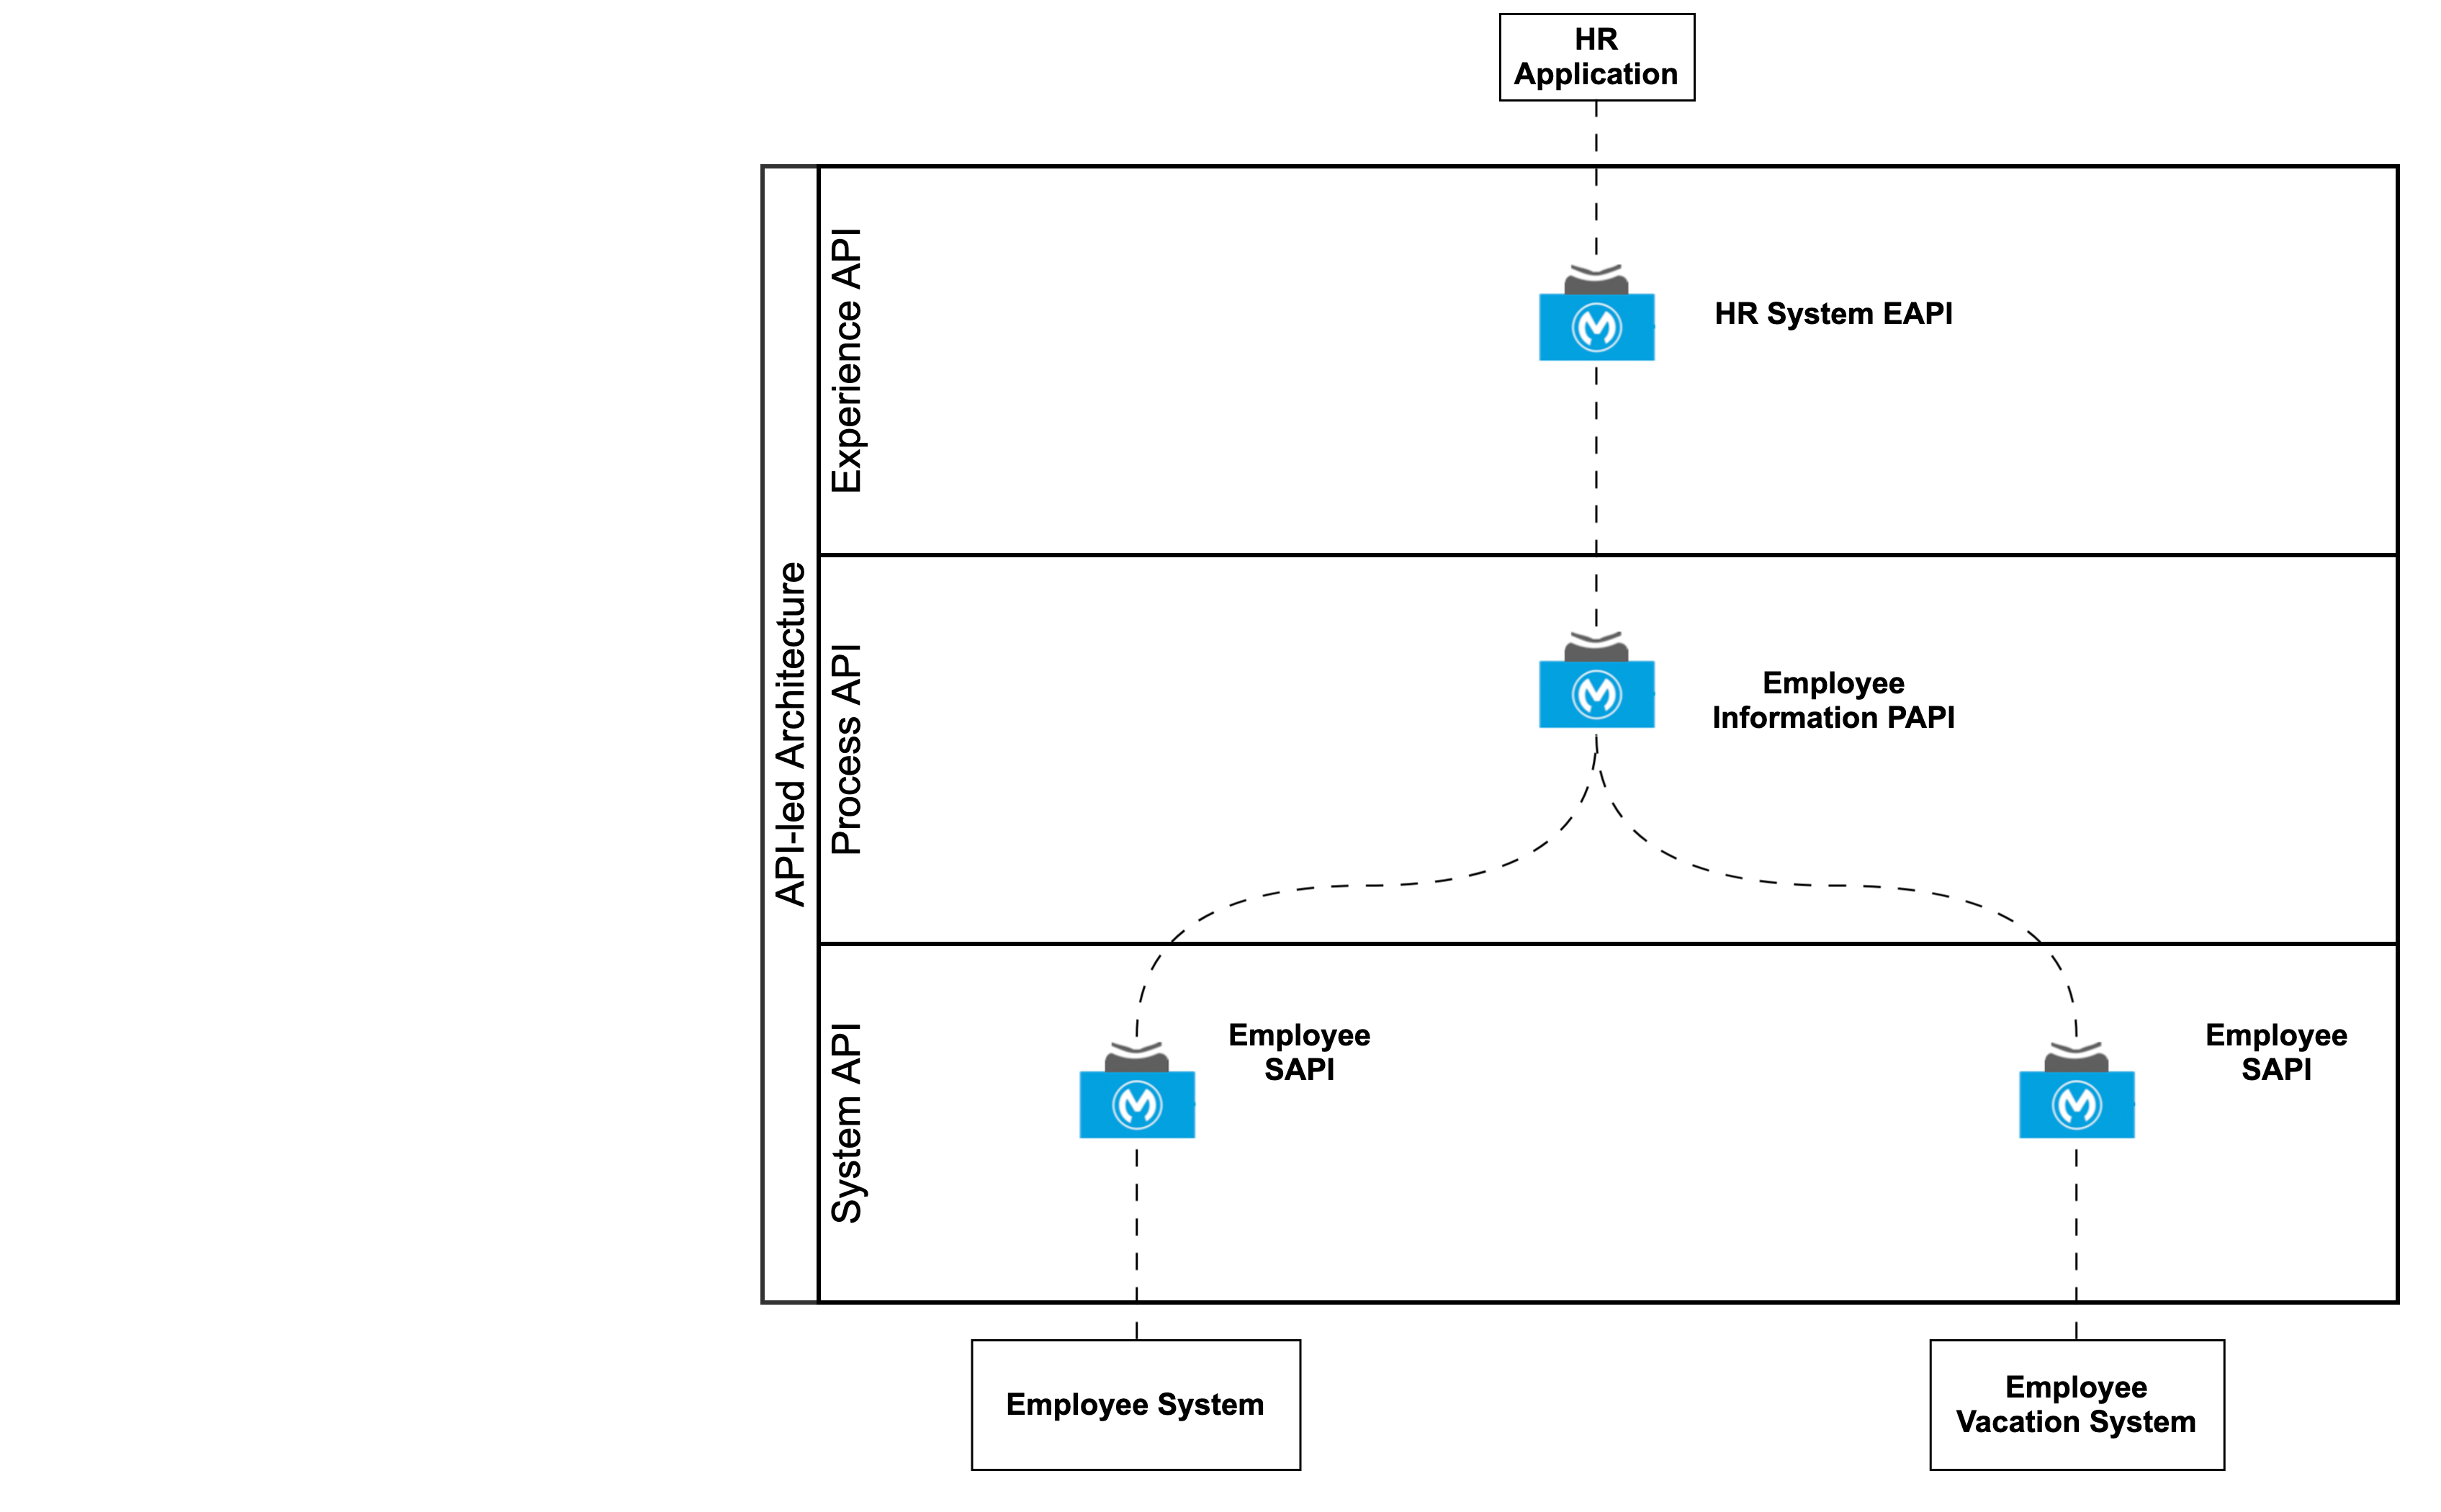 HR
Application
API-led Architecture
Experience API
HR System EAPI
Process API
Employee
Information PAPI
System API
Employee
SAPI
Employee
SAPI
Employee System
Employee
Vacation System